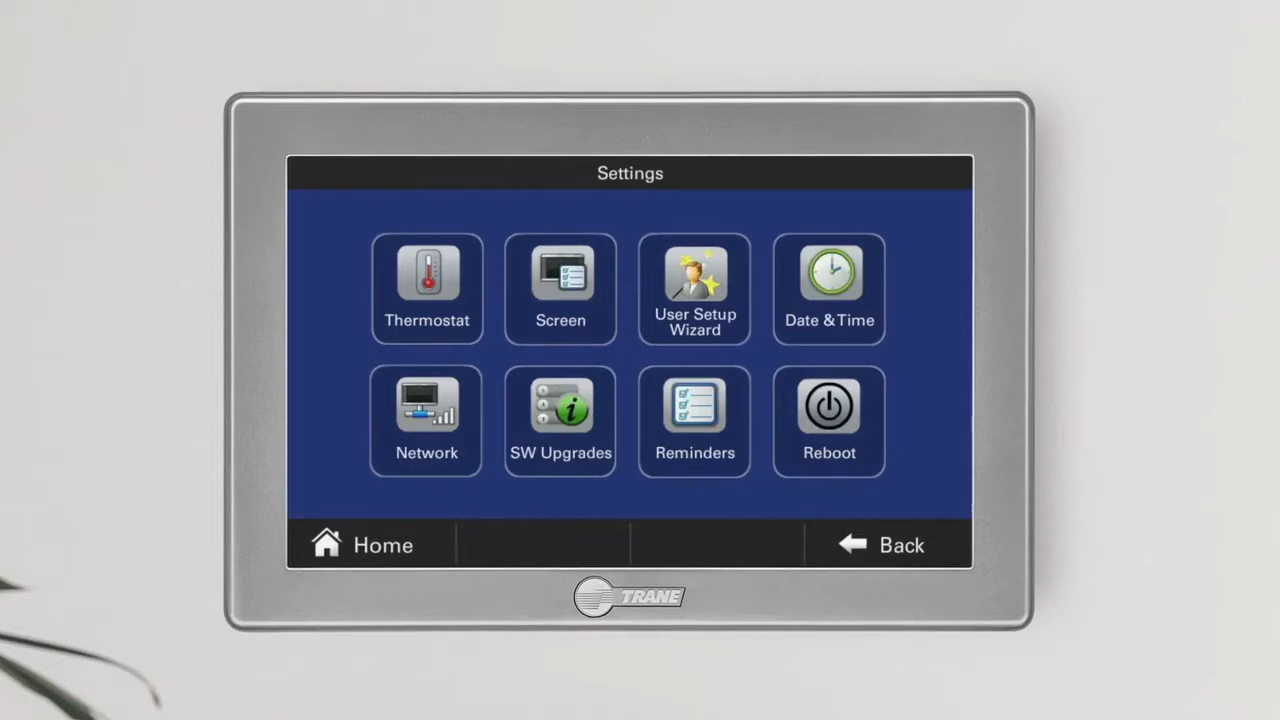 Settings
Thermostat
Screen
User Setup
Wizard
Date & Time
Network
SW Upgrades
Reminders
Reboot
Home
Back
TRANE